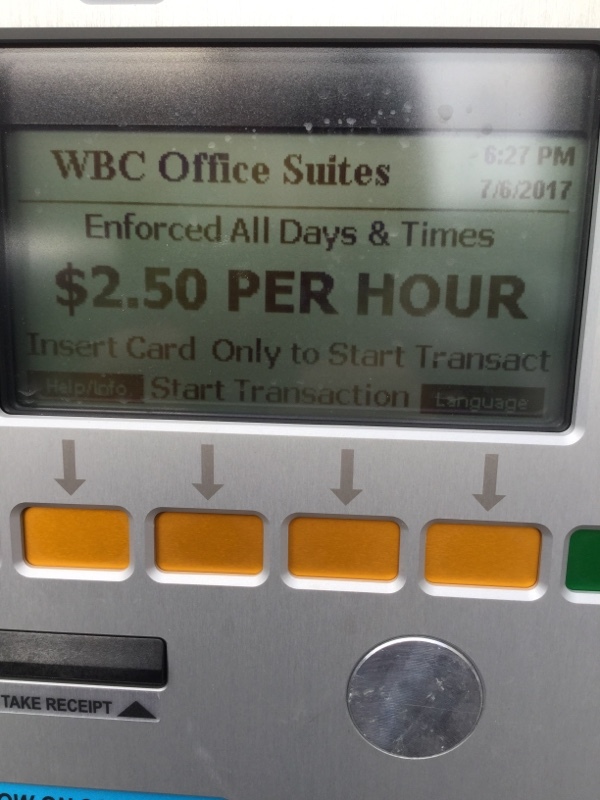 WBC Office Suites
6:27 PM
7/6/2017
Enforced All Days & Times
$2.50 PER HOUR
Insert Card Only to Start Transact
Help/Info Start Transaction Language
TAKE RECEIPT